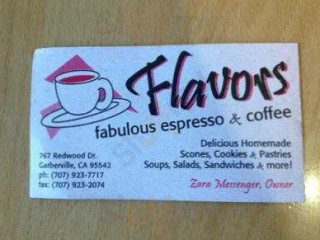 Flavors
fabulous espresso & coffee
Delicious Homemade
Scones, Cookies & Pastries
Soups, Salads, Sandwiches & more!
Zara Messenger, Owner
767 Redwood Dr.
Garberville, CA 95542
ph: (707) 923-7717
fax: (707) 923-2074